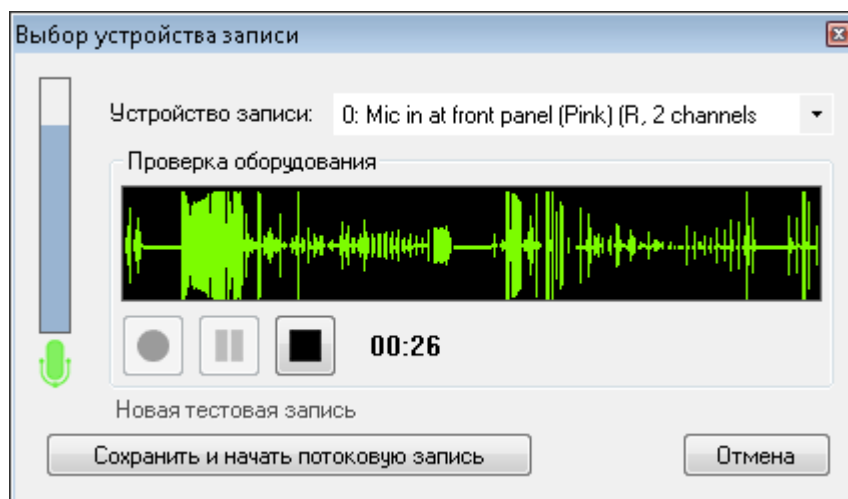 Выбор устройства записи
Устройство записи: 0: Mic in at front panel (Pink) (R, 2 channels
Проверка оборудования
00:26
Новая тестовая запись
Сохранить и начать потоковую запись Отмена